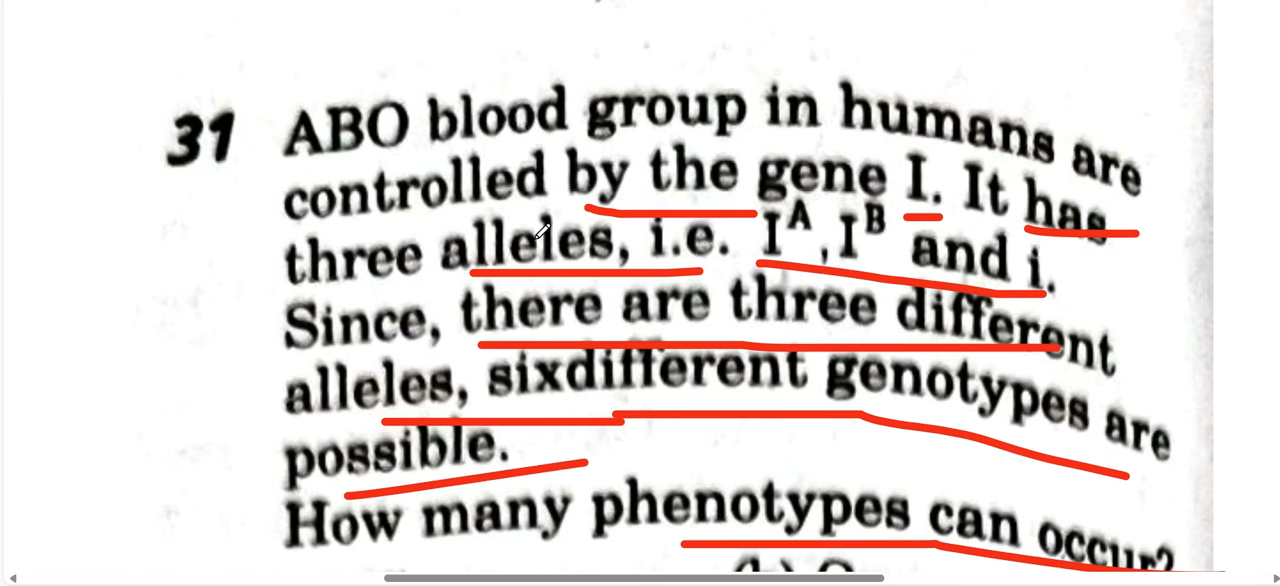 31 ABO blood group in humans are
controlled by the gene I. It has
three alleles, i.e. I^A, I^B and i.
Since, there are three different
alleles, sixdifferent genotypes are
possible.
How many phenotypes can occur?